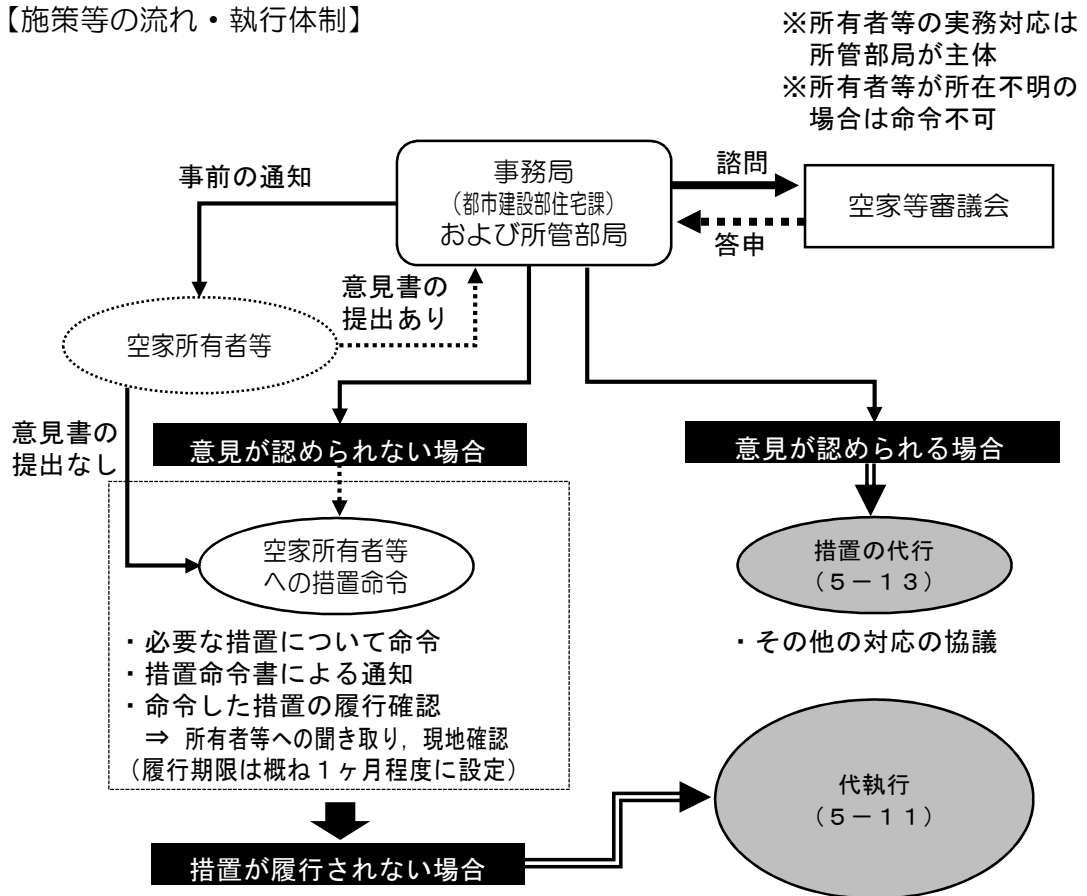 【施策等の流れ・執行体制】
※所有者等の実務対応は
所管部局が主体
※所有者等が所在不明の
場合は命令不可
事前の通知
事務局
（都市建設部住宅課）
および所管部局
諮問
答申
空家等審議会
意見書の
提出あり
空家所有者等
意見書の
提出なし
意見が認められない場合
意見が認められる場合
空家所有者等
への措置命令
措置の代行
（５－１３）
・必要な措置について命令
・措置命令書による通知
・命令した措置の履行確認
⇒ 所有者等への聞き取り，現地確認
（履行期限は概ね１ヶ月程度に設定）
・その他の対応の協議
代執行
（５－１１）
措置が履行されない場合